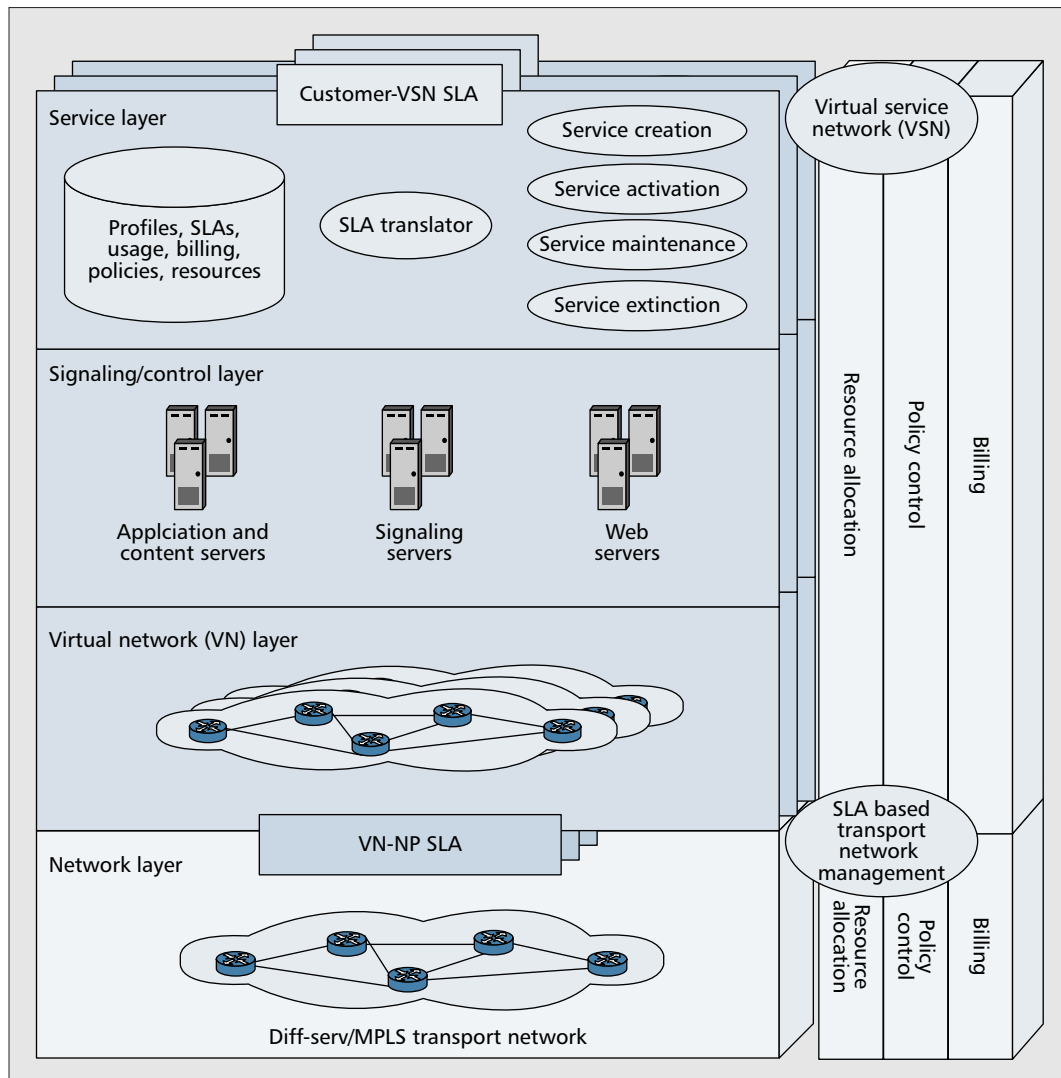 Customer-VSN SLA
Service layer
Profiles, SLAs,
usage, billing,
policies, resources
SLA translator
Service creation
Service activation
Service maintenance
Service extinction
Virtual service
network (VSN)
Signaling/control layer
Applciation and
content servers
Signaling
servers
Web
servers
Resource allocation
Policy control
Billing
Virtual network (VN) layer
VN-NP SLA
SLA based
transport
network
management
Network layer
Diff-serv/MPLS transport network
Resource
allocation
Policy
control
Billing